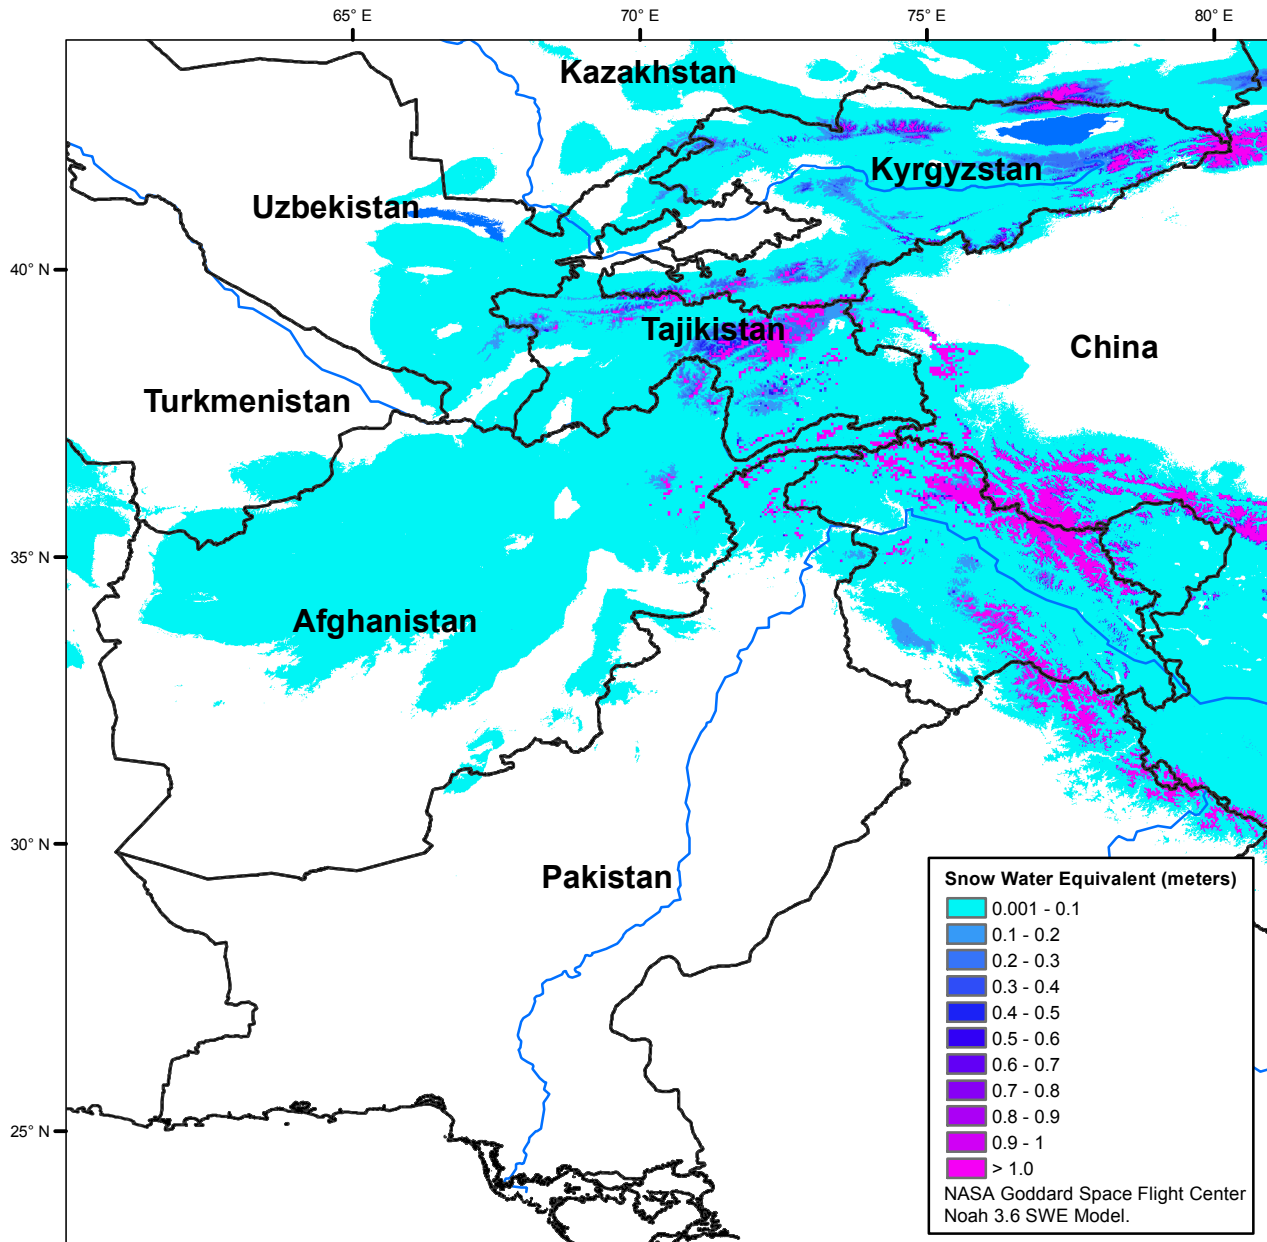 65° E
70° E
75° E
80° E
Kazakhstan
Kyrgyzstan
Uzbekistan
40° N
Tajikistan
China
Turkmenistan
35° N
Afghanistan
30° N
Pakistan
25° N
Snow Water Equivalent (meters)
0.001 - 0.1
0.1 - 0.2
0.2 - 0.3
0.3 - 0.4
0.4 - 0.5
0.5 - 0.6
0.6 - 0.7
0.7 - 0.8
0.8 - 0.9
0.9 - 1
> 1.0
NASA Goddard Space Flight Center
Noah 3.6 SWE Model.